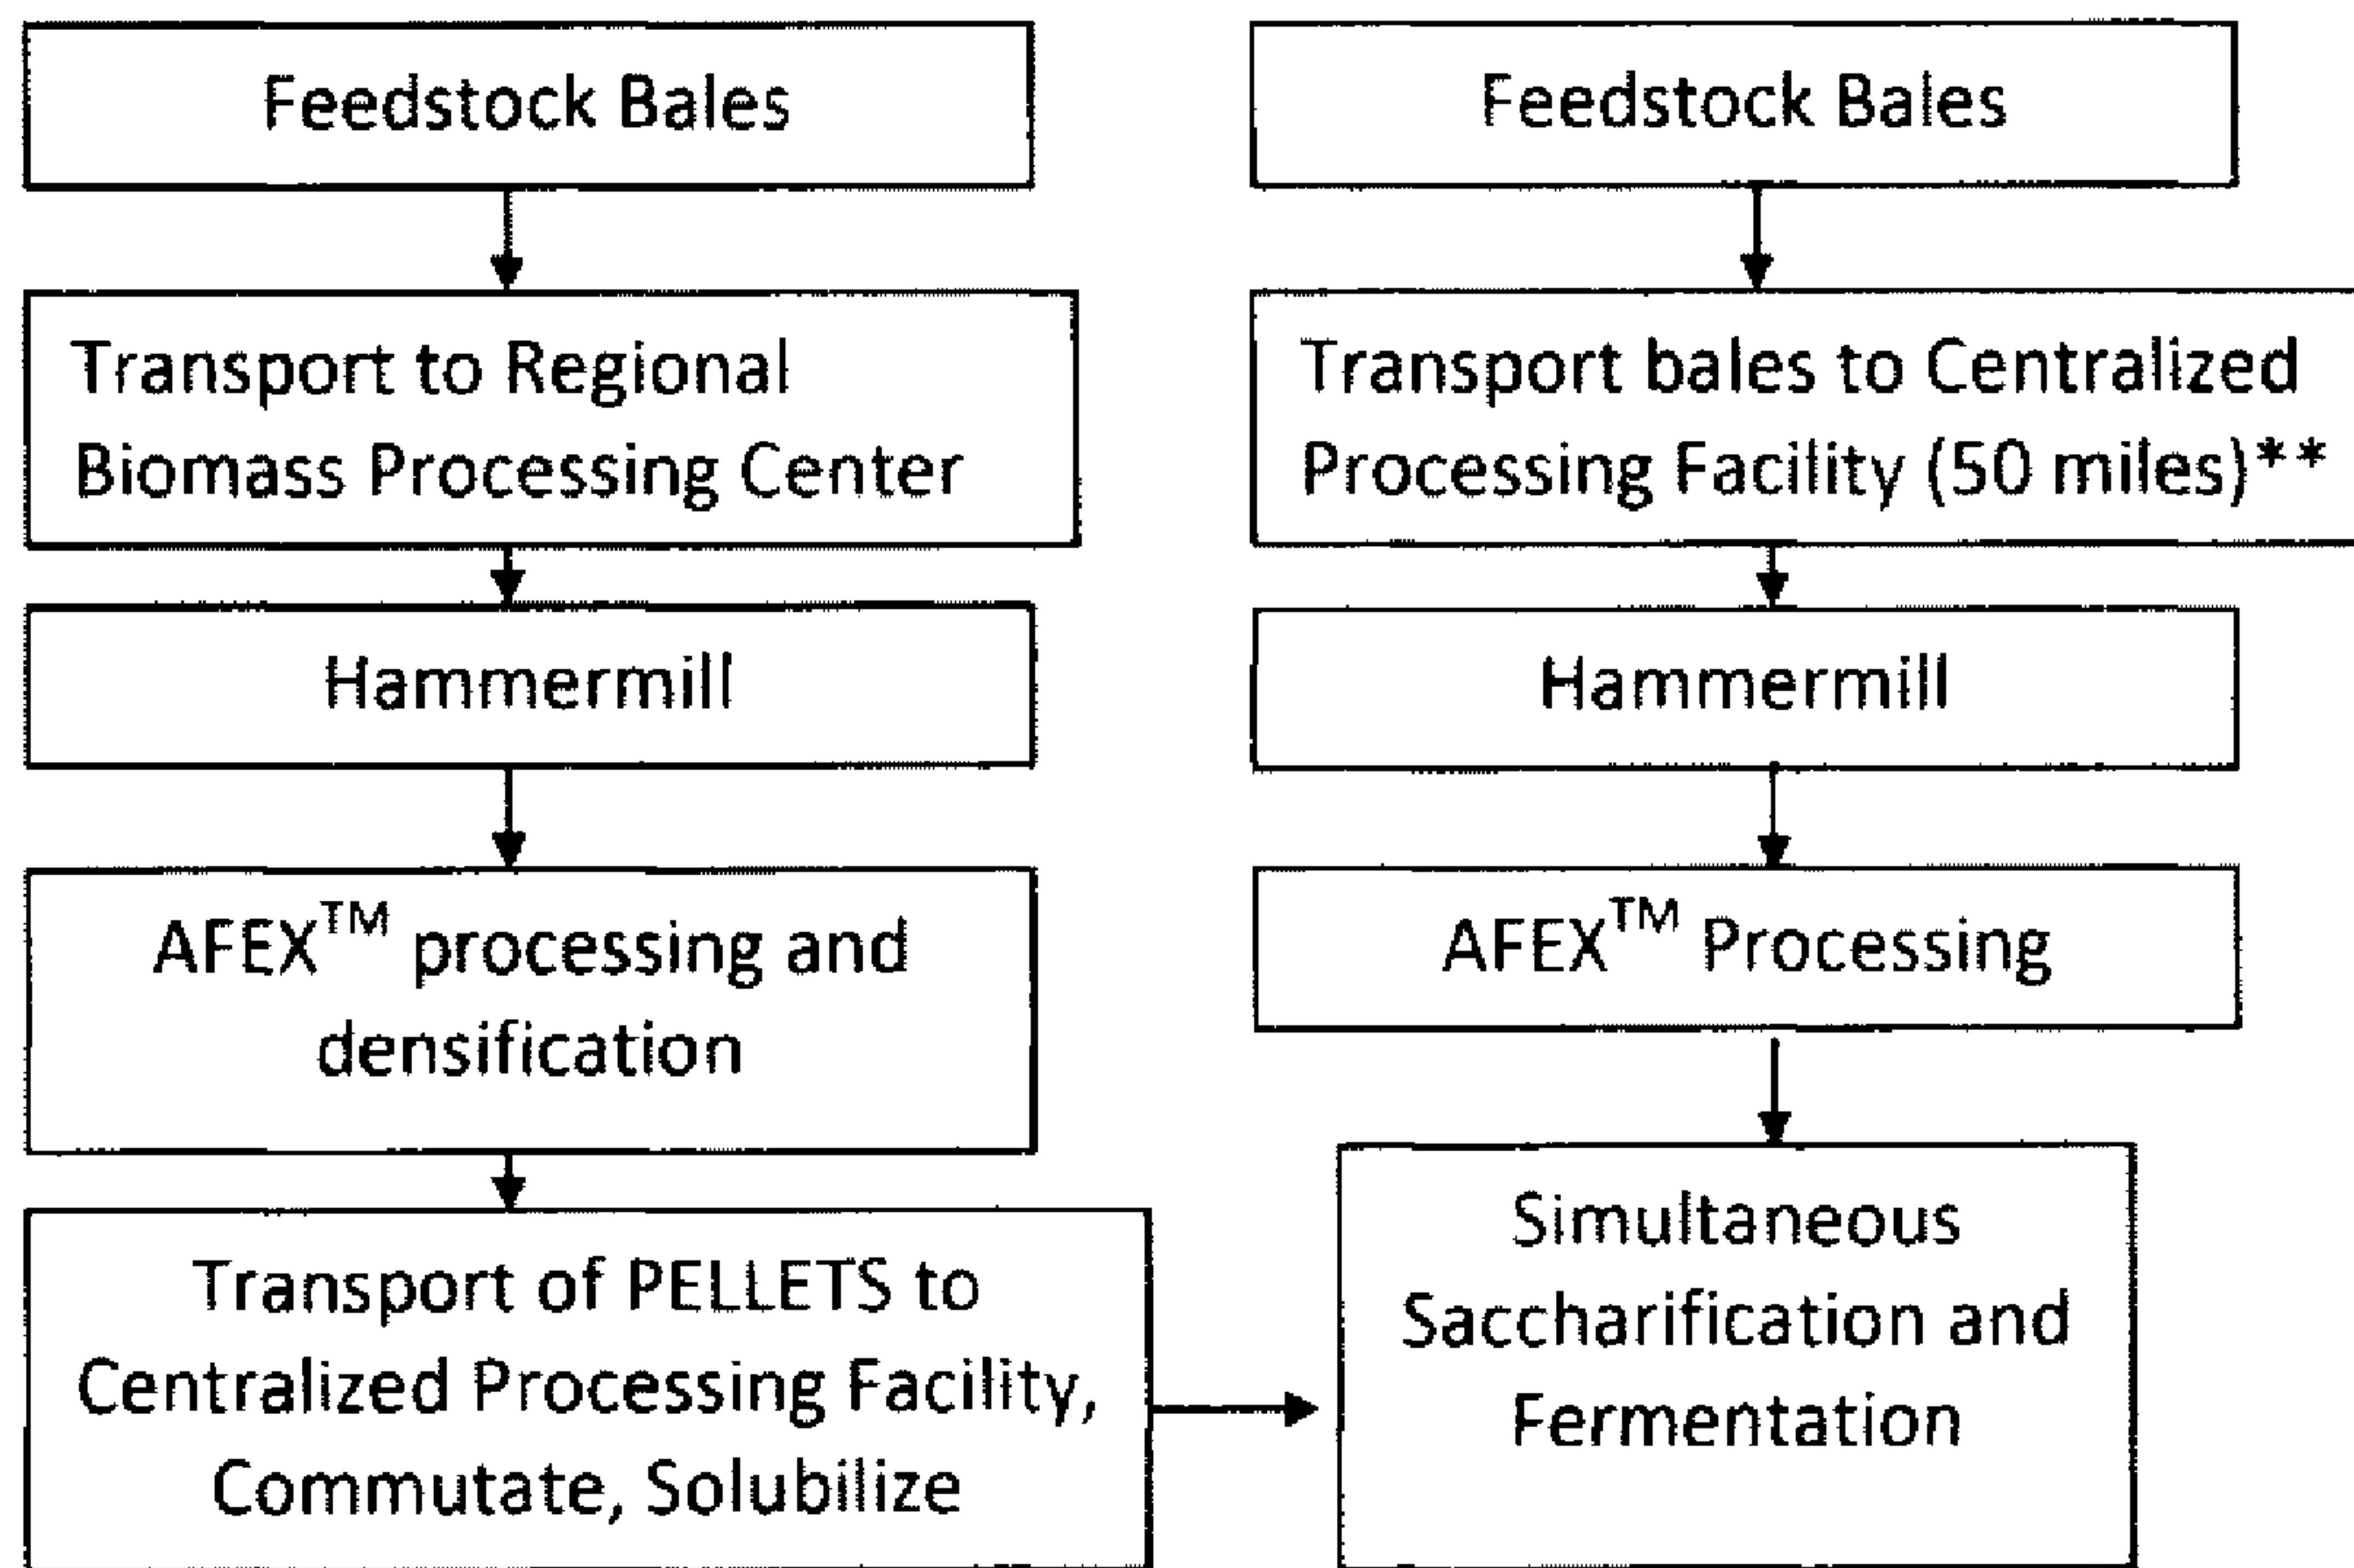 Feedstock Bales
Transport to Regional
Biomass Processing Center
Hammermill
AFEX™ processing and
densification
Transport of PELLETS to
Centralized Processing Facility,
Commutate, Solubilize
Feedstock Bales
Transport bales to Centralized
Processing Facility (50 miles)**
Hammermill
AFEX™ Processing
Simultaneous
Saccharification and
Fermentation